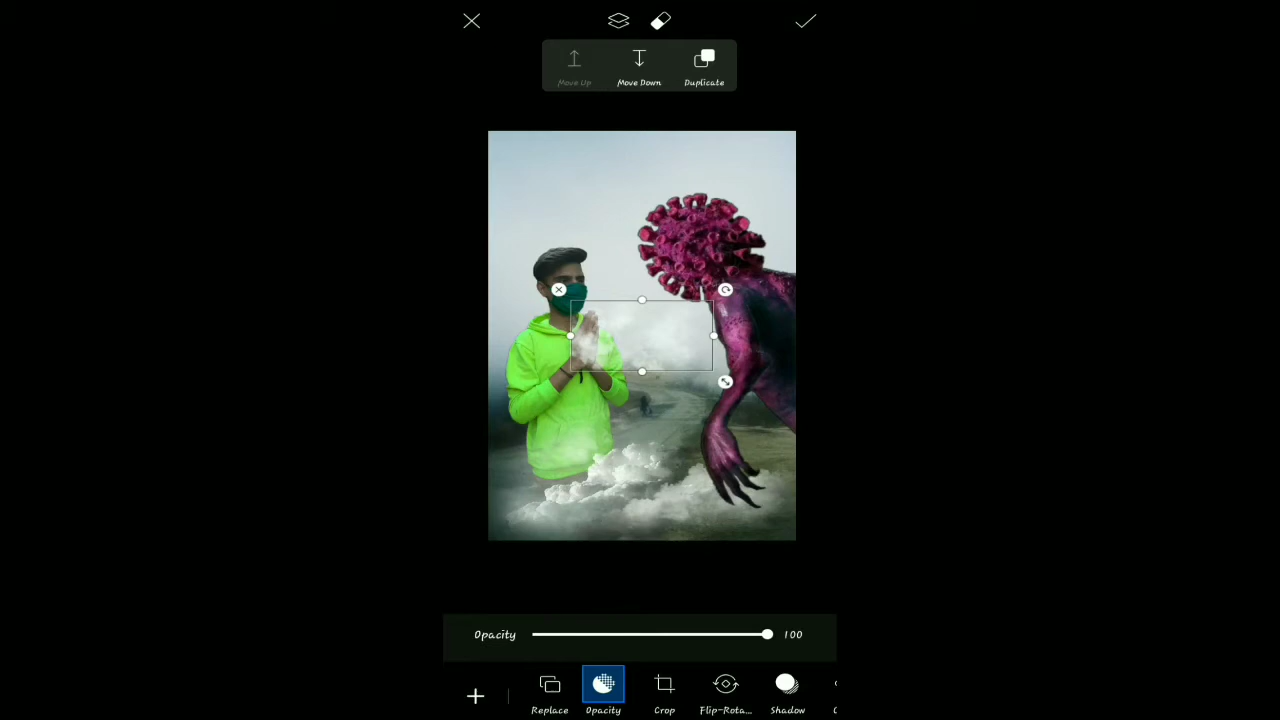 Move Up Move Down Duplicate
Opacity 100
Replace Opacity Crop Flip-Rota... Shadow